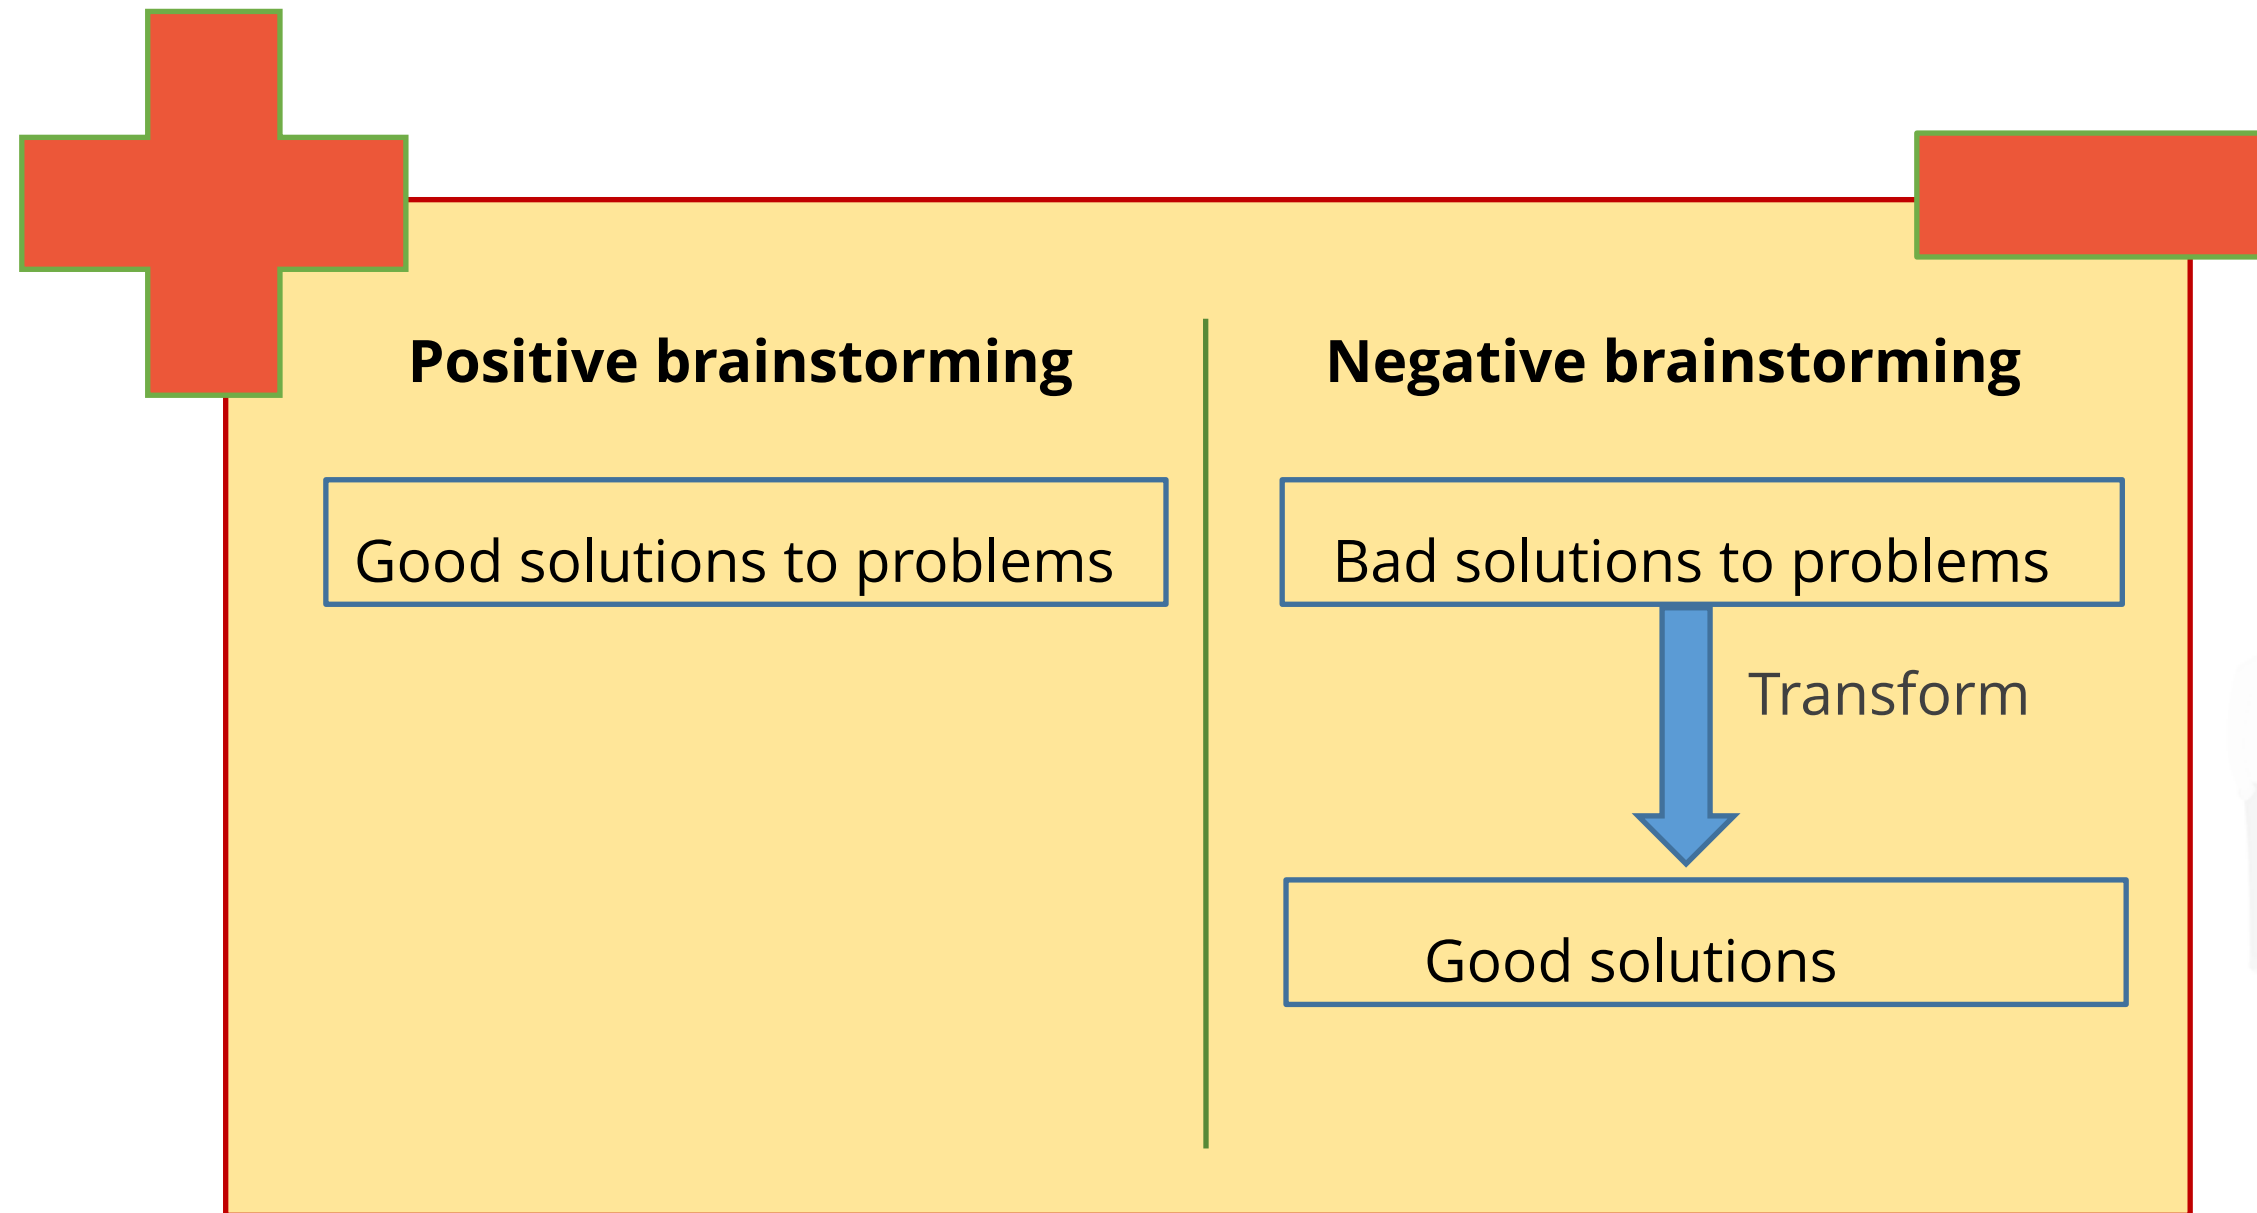 Positive brainstorming
Negative brainstorming
Good solutions to problems
Bad solutions to problems
Transform
Good solutions